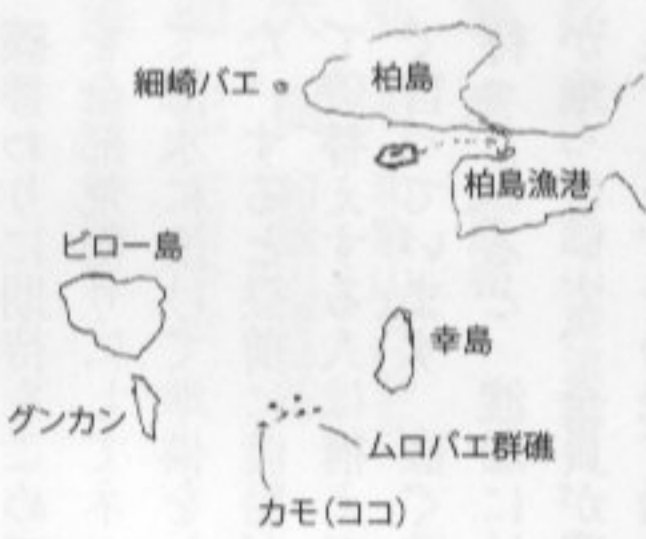 細崎バエ
柏島
柏島漁港
ビロー島
幸島
グンカン
ムロバエ群礁
カモ(ココ)